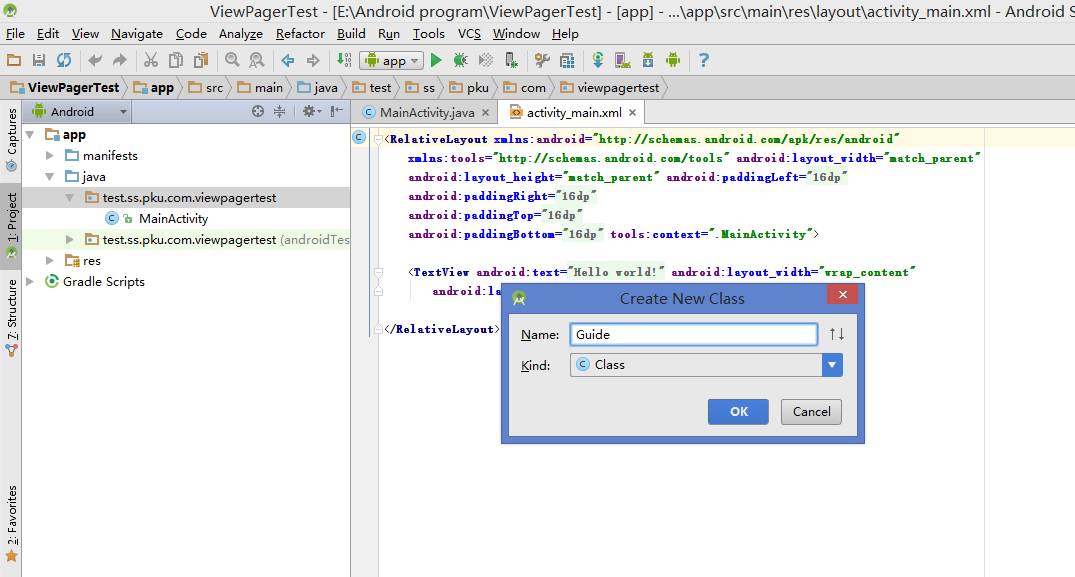 ViewPagerTest - [E:\Android program\ViewPagerTest] - [app] - ...\app\src\main\res\layout\activity_main.xml - Android S
File Edit View Navigate Code Analyze Refactor Build Run Tools VCS Window Help
app
ViewPagerTest app src main java test ss pku com viewpagertest
Captures
1: Project
7: Structure
2: Favorites
Android
app
manifests
java
test.ss.pku.com.viewpagertest
MainActivity
test.ss.pku.com.viewpagertest (androidTes
res
Gradle Scripts
MainActivity.java activity_main.xml
<RelativeLayout xmlns:android="http://schemas.android.com/apk/res/android"
xmlns:tools="http://schemas.android.com/tools" android:layout_width="match_parent"
android:layout_height="match_parent" android:paddingLeft="16dp"
android:paddingRight="16dp"
android:paddingTop="16dp"
android:paddingBottom="16dp" tools:context=".MainActivity">
<TextView android:text="Hello world!" android:layout_width="wrap_content"
android:la
</RelativeLayout>
Create New Class
Name: Guide
Kind: C Class
OK Cancel